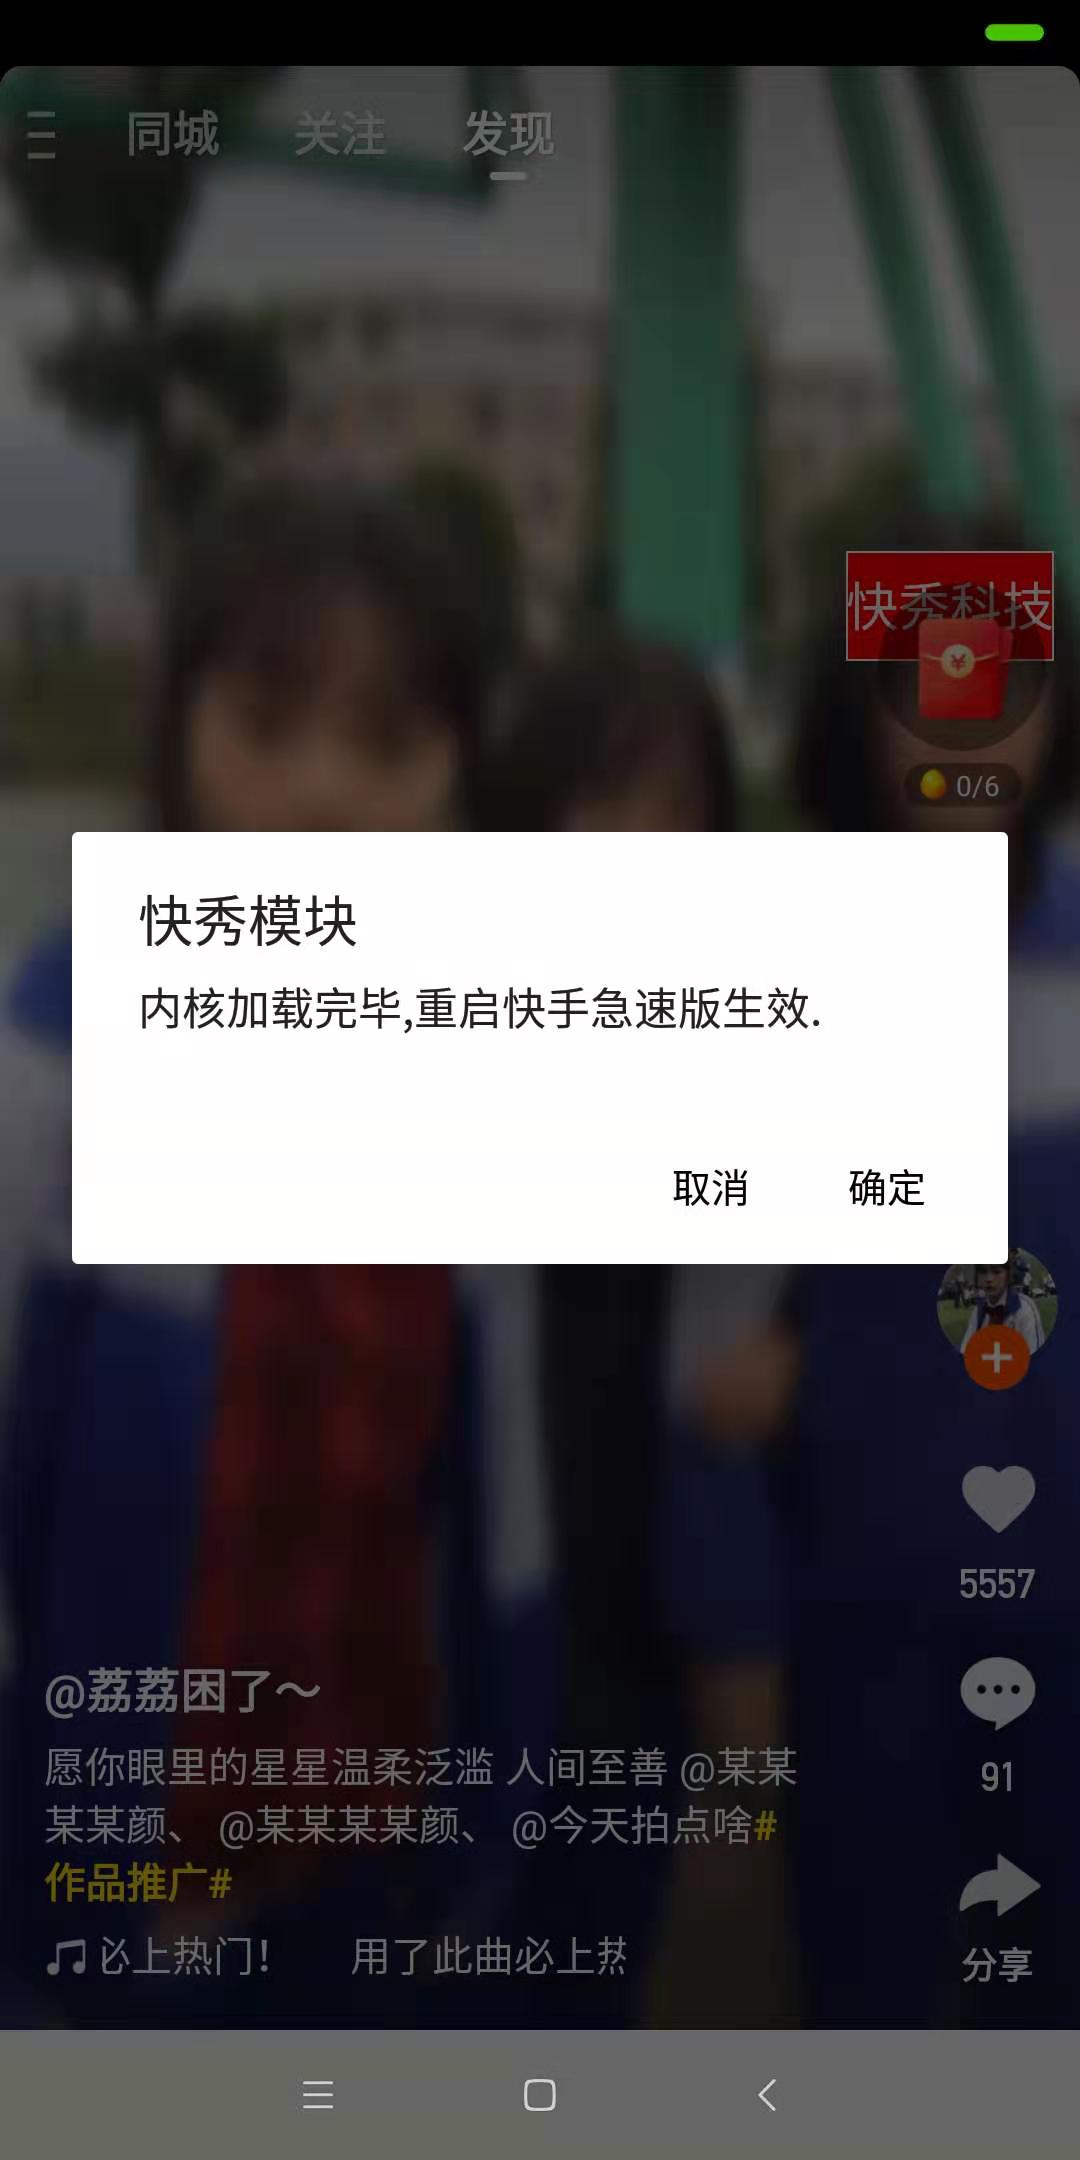 同城 关注 发现
快秀科技
0/6
快秀模块
内核加载完毕,重启快手急速版生效.
取消 确定
5557
91
分享
@荔荔困了～
愿你眼里的星星温柔泛滥 人间至善 @某某
某某颜、 @某某某某颜、 @今天拍点啥#
作品推广#
必上热门! 用了此曲必上热